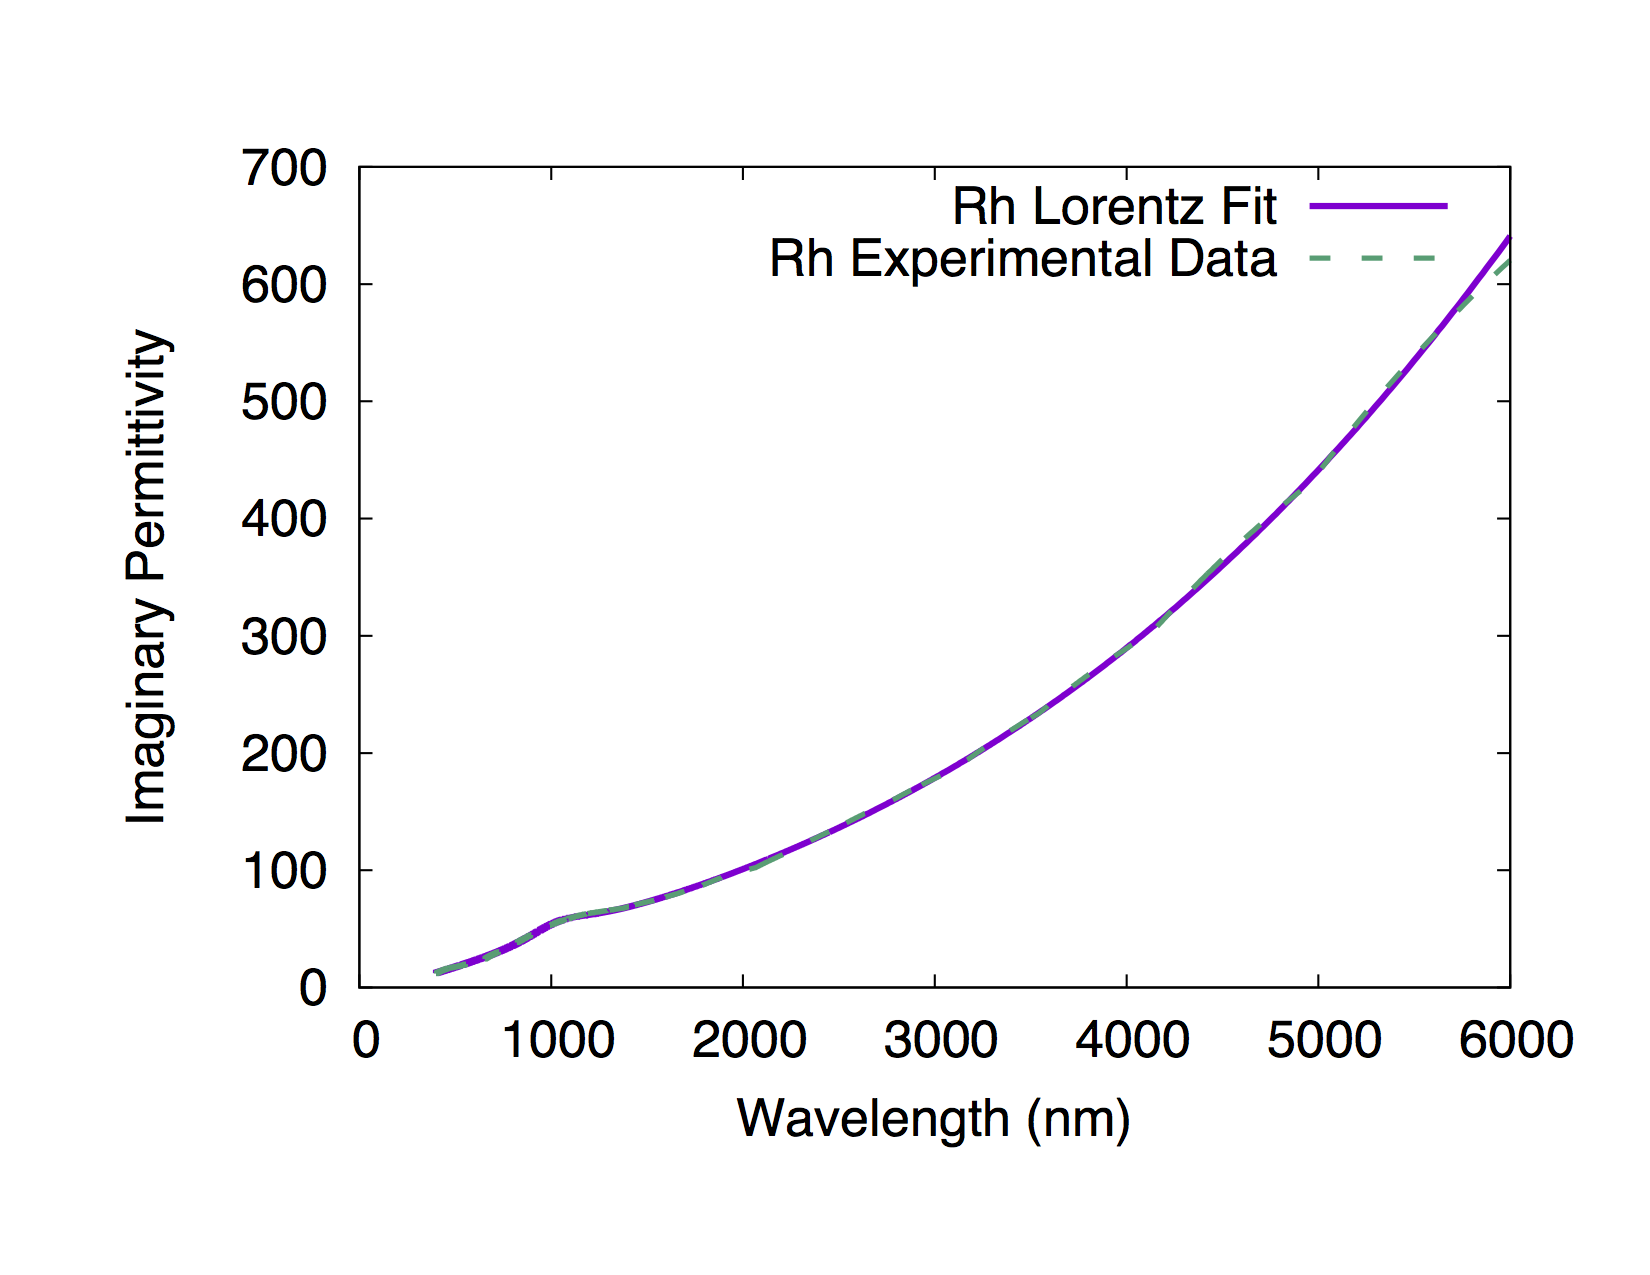 700
600
500
400
300
200
100
0
Imaginary Permittivity
Rh Lorentz Fit
Rh Experimental Data
0 1000 2000 3000 4000 5000 6000
Wavelength (nm)